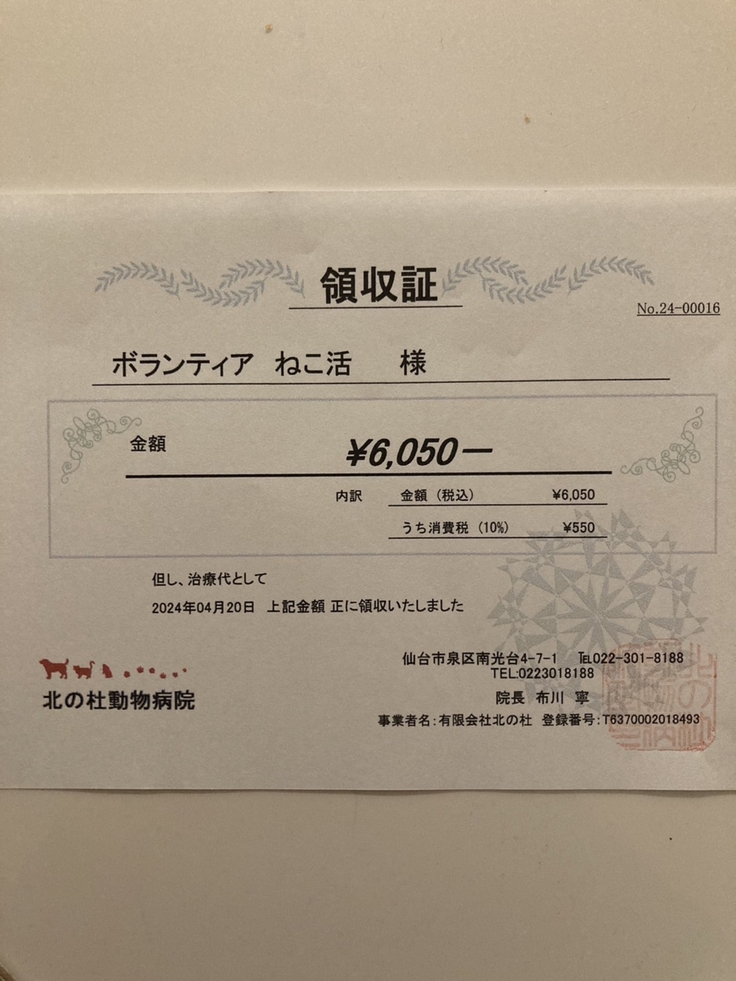 領収証
No.24-00016
ボランティア ねこ活 様
金額 ¥6,050ー
内訳 金額（税込） ¥6,050
うち消費税（10%） ¥550
但し、治療代として
2024年04月20日 上記金額 正に領収いたしました
仙台市泉区南光台4-7-1 ℡022-301-8188
TEL:0223018188
北の杜動物病院
院長 布川 寧
事業者名:有限会社北の杜 登録番号:T6370002018493